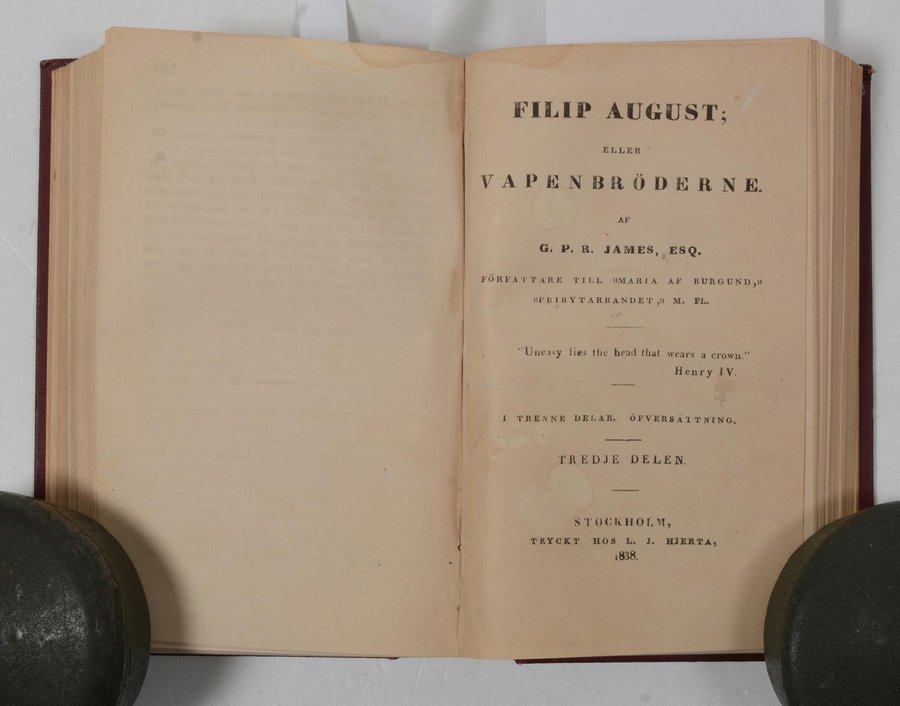 FILIP AUGUST;
ELLER
VAPENBRÖDERNE.
AF
G. P. R. JAMES, ESQ.
FÖRFATTARE TILL »MARIA AF BURGUND,»
»FRIBYTARBANDET,» M. FL.
"Uneasy lies the head that wears a crown."
Henry IV.
I TRENNE DELAR. ÖFVERSÄTTNING.
TREDJE DELEN.
STOCKHOLM,
TRYCKT HOS L. J. HJERTA,
1838.